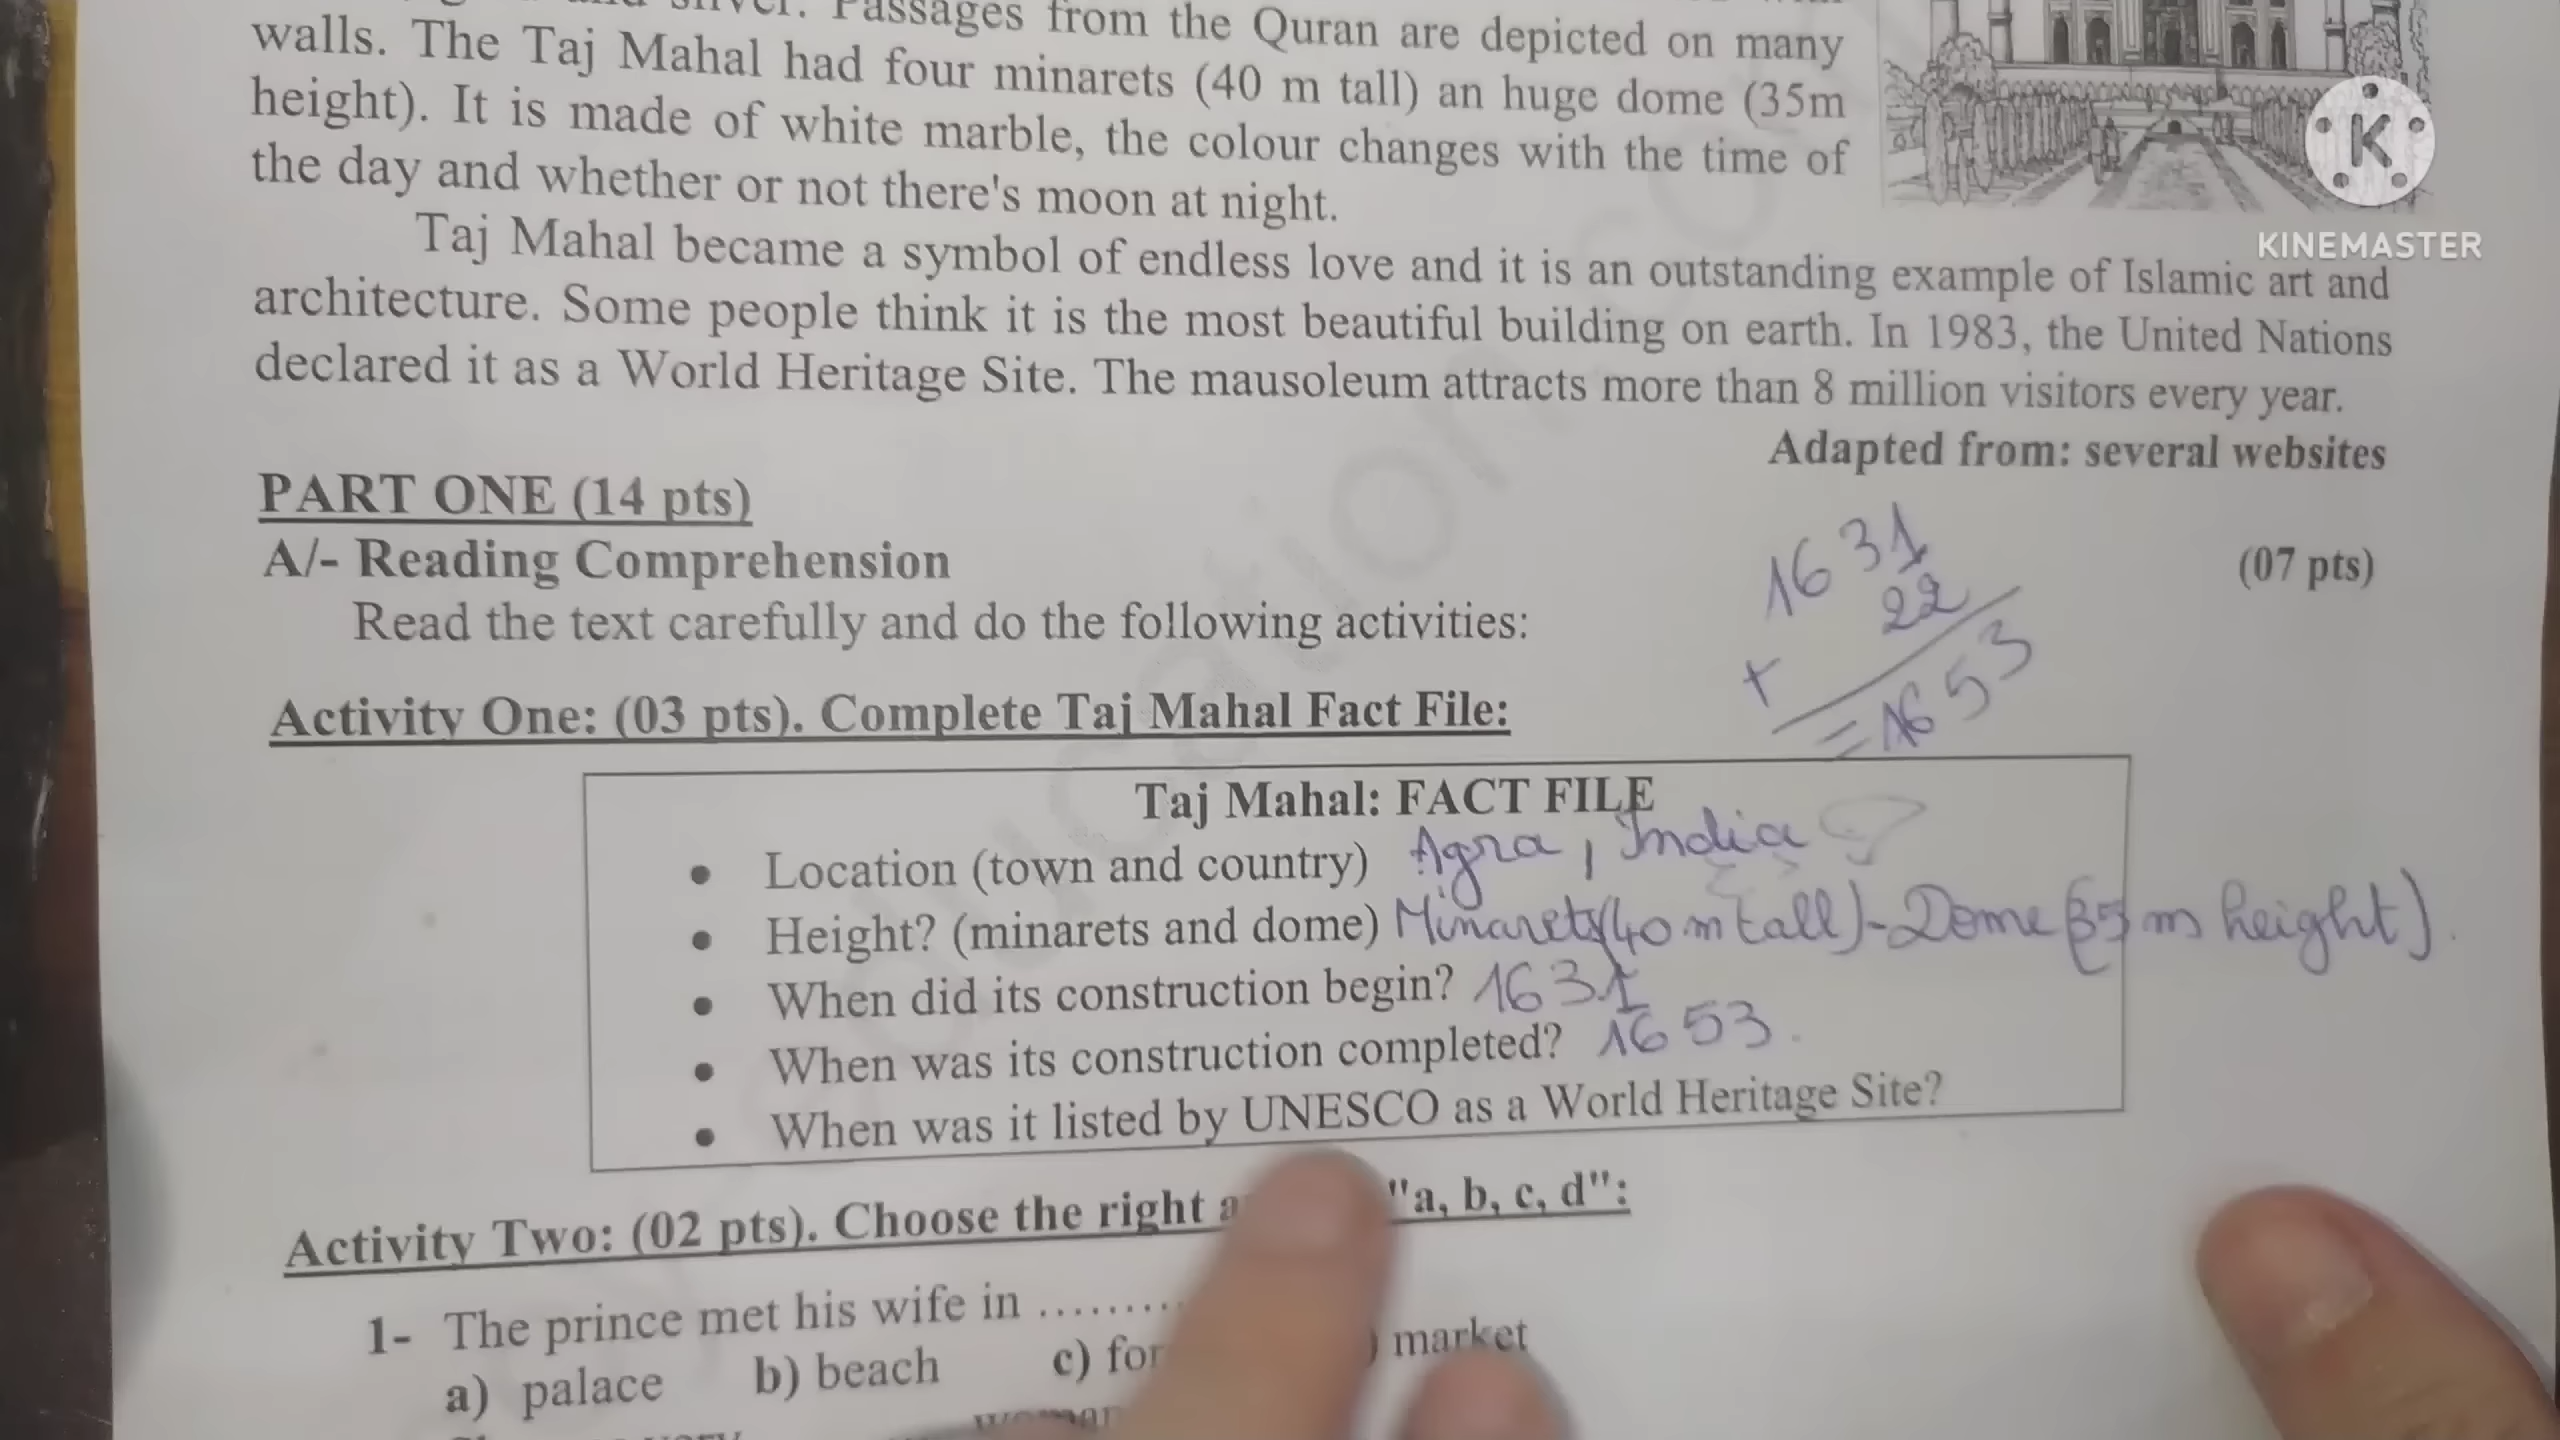 silver. Passages from the Quran are depicted on many
walls. The Taj Mahal had four minarets (40 m tall) an huge dome (35m
height). It is made of white marble, the colour changes with the time of
the day and whether or not there's moon at night.
Taj Mahal became a symbol of endless love and it is an outstanding example of Islamic art and
architecture. Some people think it is the most beautiful building on earth. In 1983, the United Nations
declared it as a World Heritage Site. The mausoleum attracts more than 8 million visitors every year.
Adapted from: several websites
K
KINEMASTER
PART ONE (14 pts)
A/- Reading Comprehension (07 pts)
Read the text carefully and do the following activities:
1631
22
+
=1653
Activity One: (03 pts). Complete Taj Mahal Fact File:
Taj Mahal: FACT FILE
• Location (town and country) Agra, India
• Height? (minarets and dome) Minarets(40 m tall)-Dome (35 m height).
• When did its construction begin? 1631
• When was its construction completed? 1653.
• When was it listed by UNESCO as a World Heritage Site?
Activity Two: (02 pts). Choose the right "a, b, c, d":
1- The prince met his wife in .........
a) palace b) beach c) for ) market